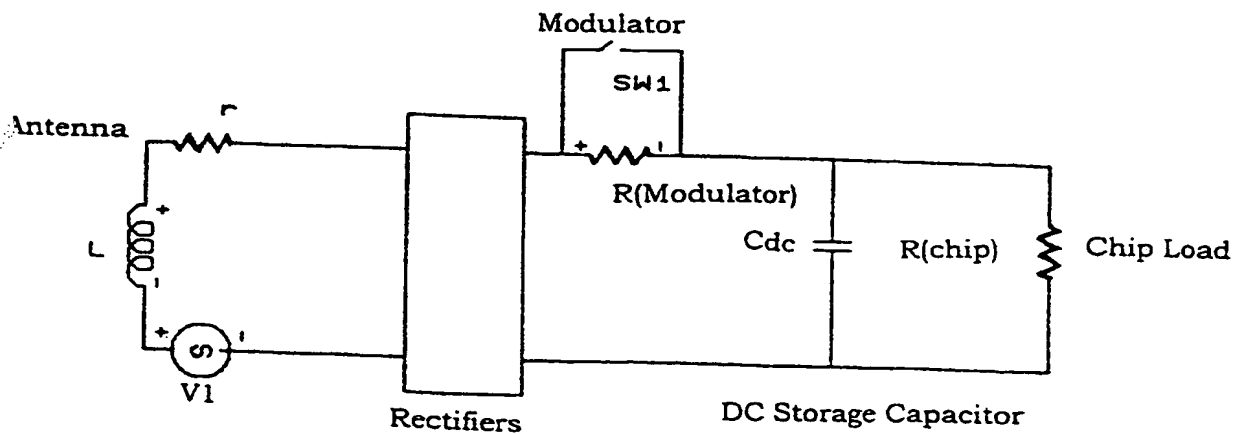 Modulator
SW1
r
Antenna
+ -
R(Modulator)
+
L
-
Cdc
R(chip)
Chip Load
+ -
S
V1
Rectifiers
DC Storage Capacitor